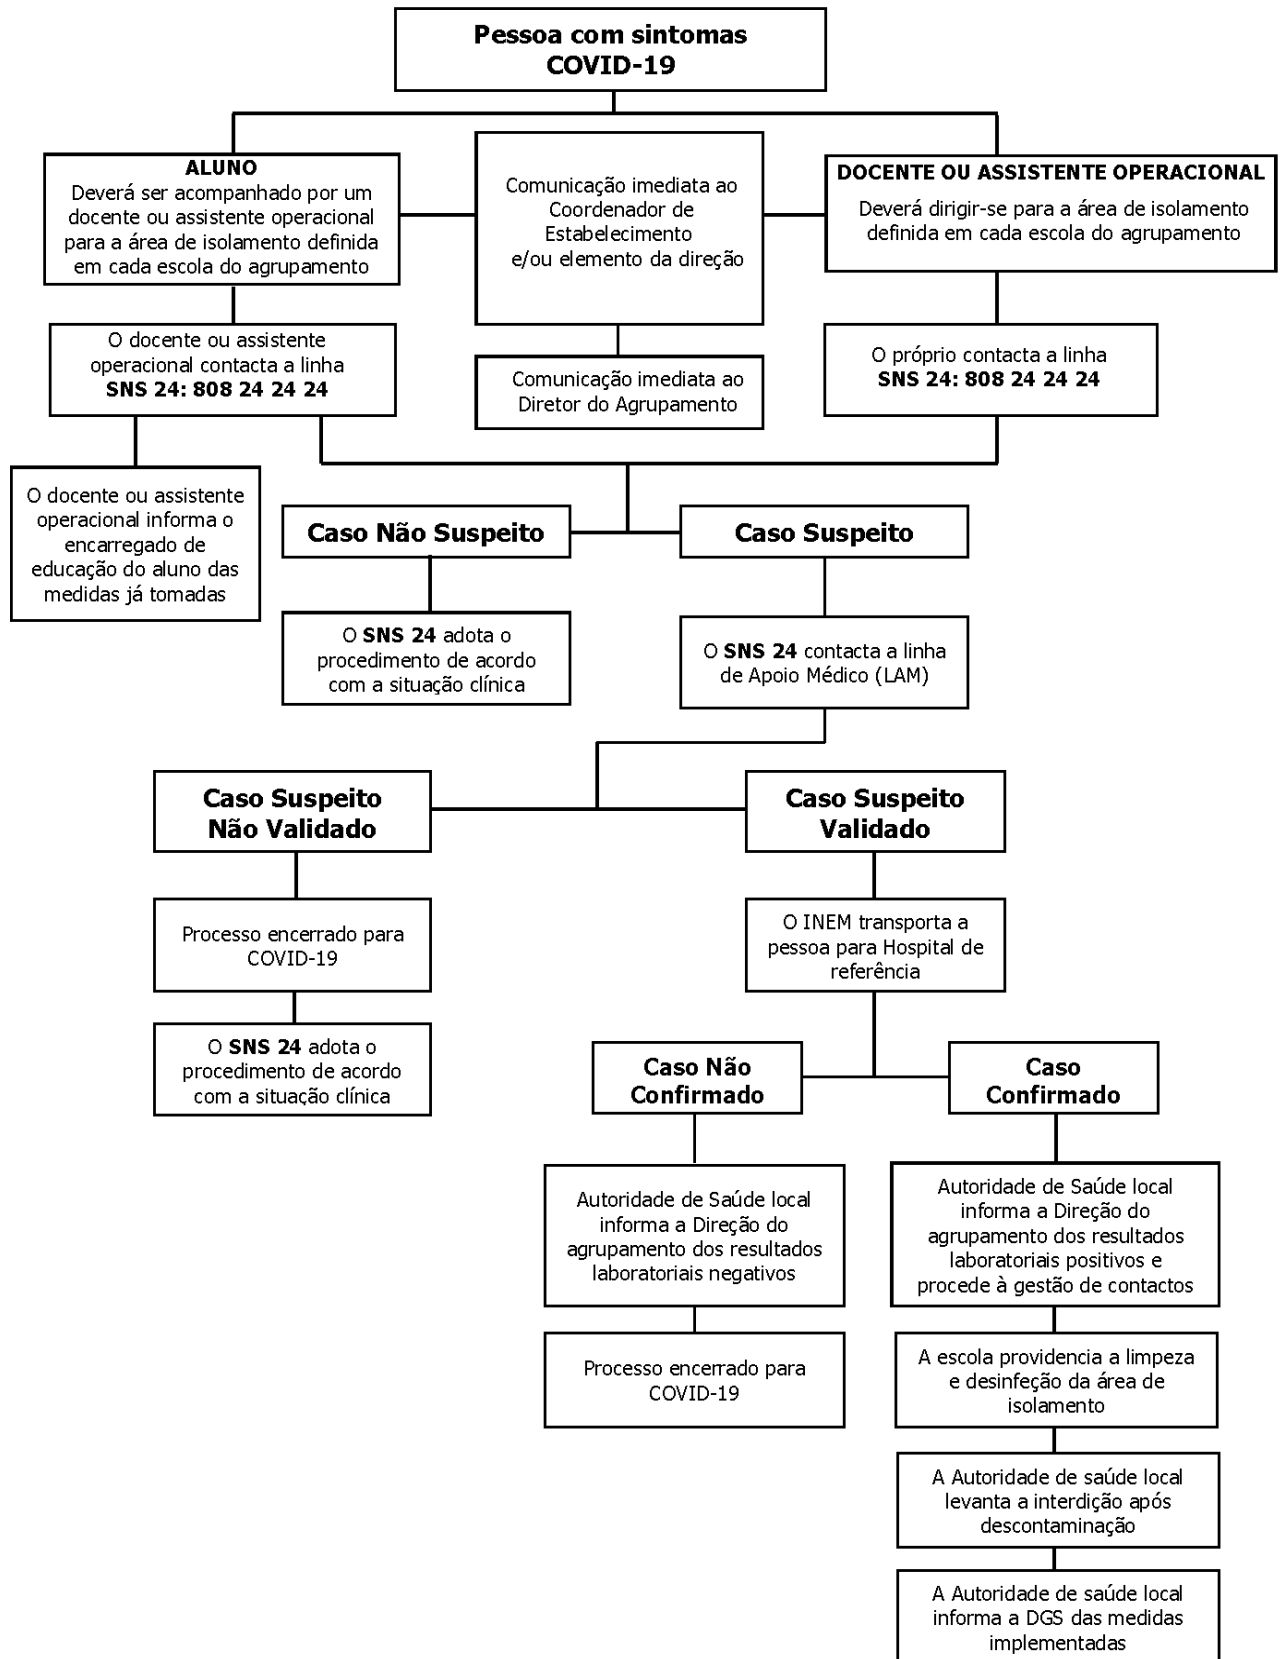 Pessoa com sintomas
COVID-19
ALUNO
Deverá ser acompanhado por um
docente ou assistente operacional
para a área de isolamento definida
em cada escola do agrupamento
Comunicação imediata ao
Coordenador de
Estabelecimento
e/ou elemento da direção
DOCENTE OU ASSISTENTE OPERACIONAL
Deverá dirigir-se para a área de isolamento
definida em cada escola do agrupamento
O docente ou assistente
operacional contacta a linha
SNS 24: 808 24 24 24
Comunicação imediata ao
Diretor do Agrupamento
O próprio contacta a linha
SNS 24: 808 24 24 24
O docente ou assistente
operacional informa o
encarregado de
educação do aluno das
medidas já tomadas
Caso Não Suspeito
Caso Suspeito
O SNS 24 adota o
procedimento de acordo
com a situação clínica
O SNS 24 contacta a linha
de Apoio Médico (LAM)
Caso Suspeito
Não Validado
Caso Suspeito
Validado
Processo encerrado para
COVID-19
O INEM transporta a
pessoa para Hospital de
referência
O SNS 24 adota o
procedimento de acordo
com a situação clínica
Caso Não
Confirmado
Caso
Confirmado
Autoridade de Saúde local
informa a Direção do
agrupamento dos resultados
laboratoriais negativos
Autoridade de Saúde local
informa a Direção do
agrupamento dos resultados
laboratoriais positivos e
procede à gestão de contactos
Processo encerrado para
COVID-19
A escola providencia a limpeza
e desinfeção da área de
isolamento
A Autoridade de saúde local
levanta a interdição após
descontaminação
A Autoridade de saúde local
informa a DGS das medidas
implementadas